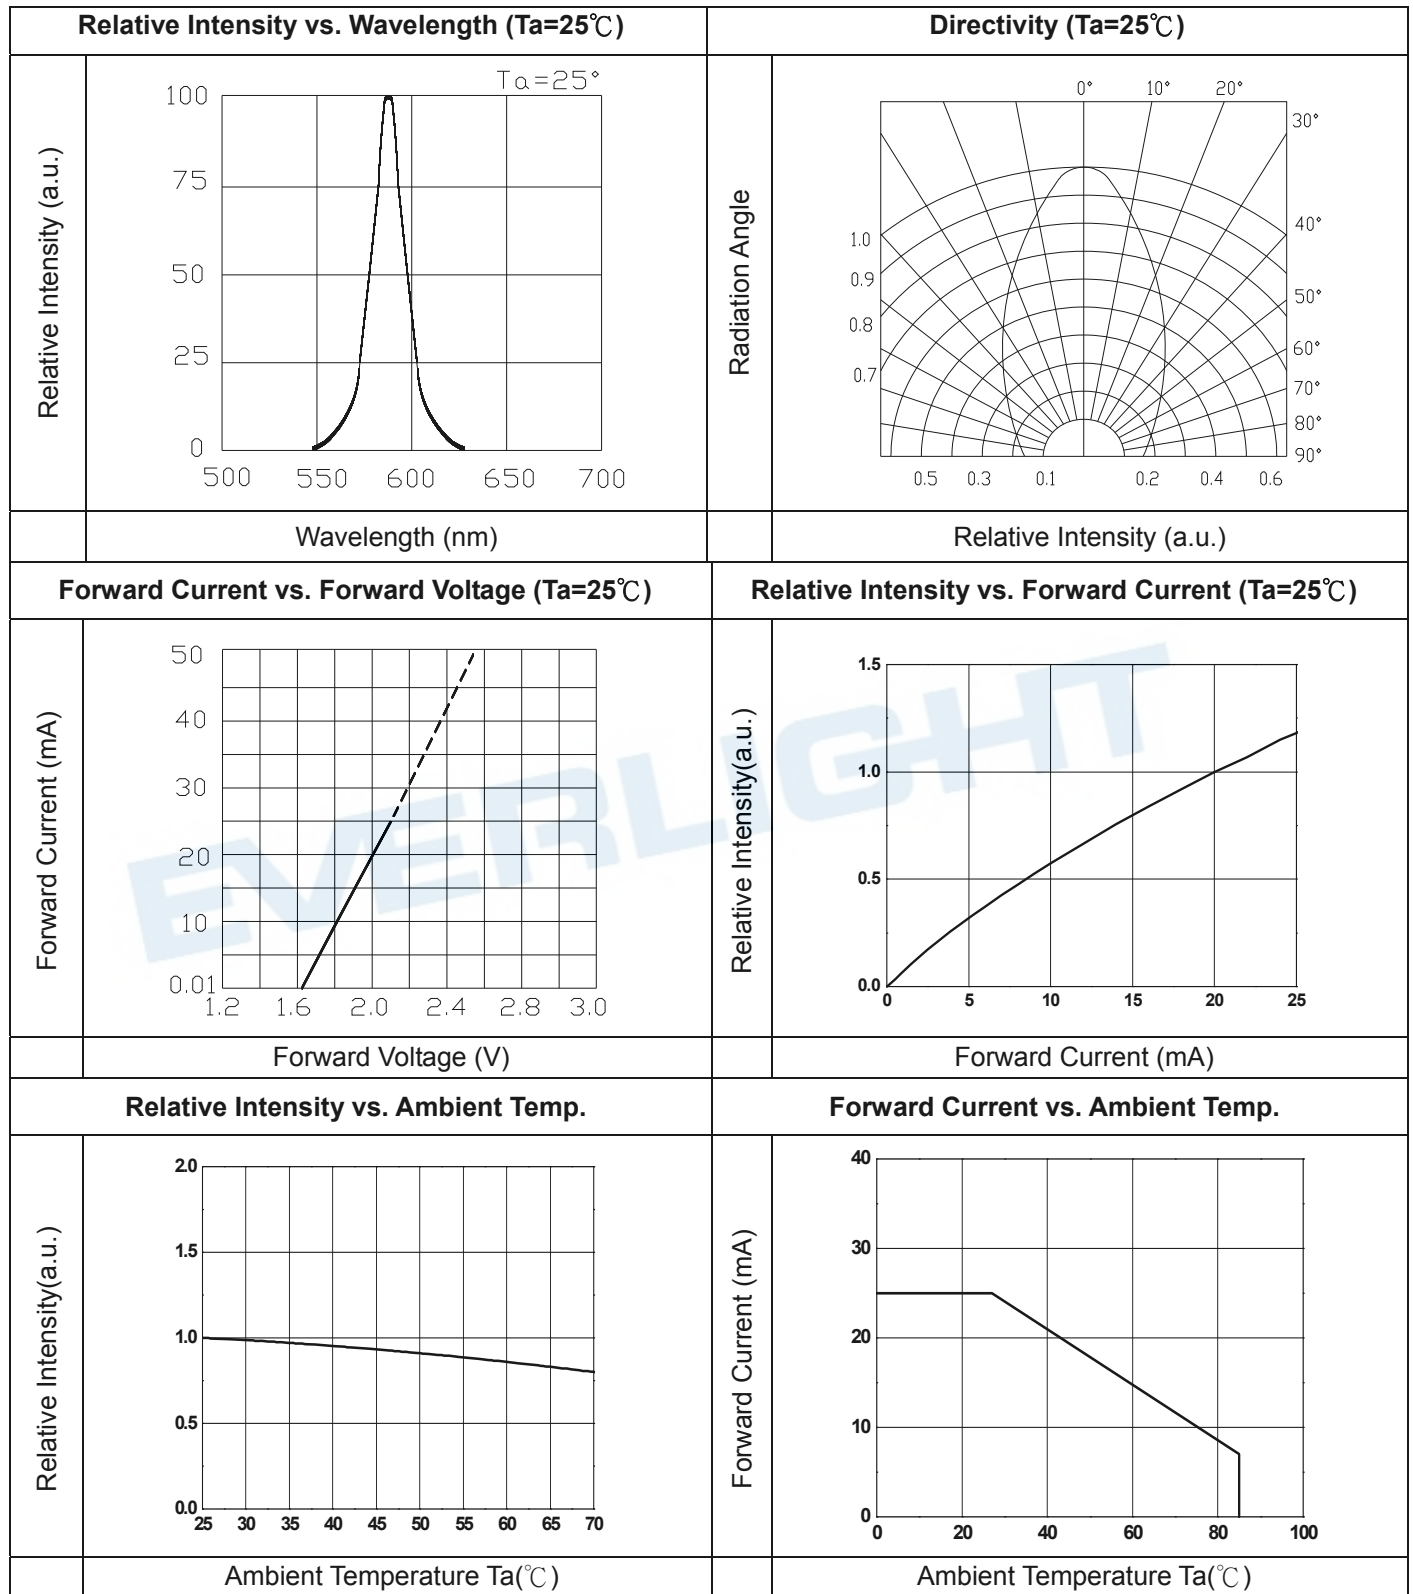 Relative Intensity vs. Wavelength (Ta=25℃)
Directivity (Ta=25℃)
Relative Intensity (a.u.)
Ta=25°
100
75
50
25
0
500 550 600 650 700
Wavelength (nm)
Radiation Angle
0° 10° 20°
30°
40°
50°
60°
70°
80°
90°
1.0
0.9
0.8
0.7
0.5 0.3 0.1 0.2 0.4 0.6
Relative Intensity (a.u.)
Forward Current vs. Forward Voltage (Ta=25℃)
Relative Intensity vs. Forward Current (Ta=25℃)
EVERLIGHT
Forward Current (mA)
50
40
30
20
10
0.01
1.2 1.6 2.0 2.4 2.8 3.0
Forward Voltage (V)
Relative Intensity(a.u.)
1.5
1.0
0.5
0.0
0 5 10 15 20 25
Forward Current (mA)
Relative Intensity vs. Ambient Temp.
Forward Current vs. Ambient Temp.
Relative Intensity(a.u.)
2.0
1.5
1.0
0.5
0.0
25 30 35 40 45 50 55 60 65 70
Ambient Temperature Ta(℃)
Forward Current (mA)
40
30
20
10
0
0 20 40 60 80 100
Ambient Temperature Ta(℃)